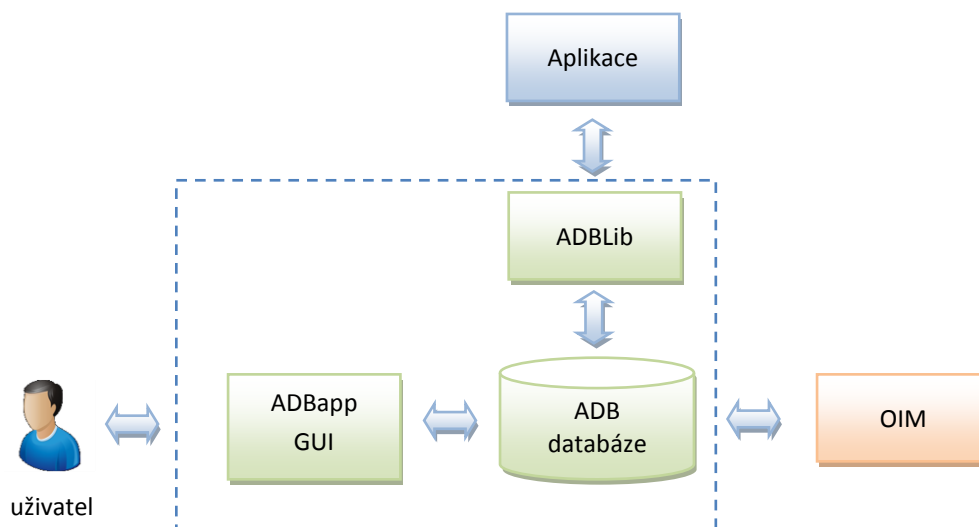 Aplikace
ADBLib
ADBapp
GUI
ADB
databáze
OIM
uživatel